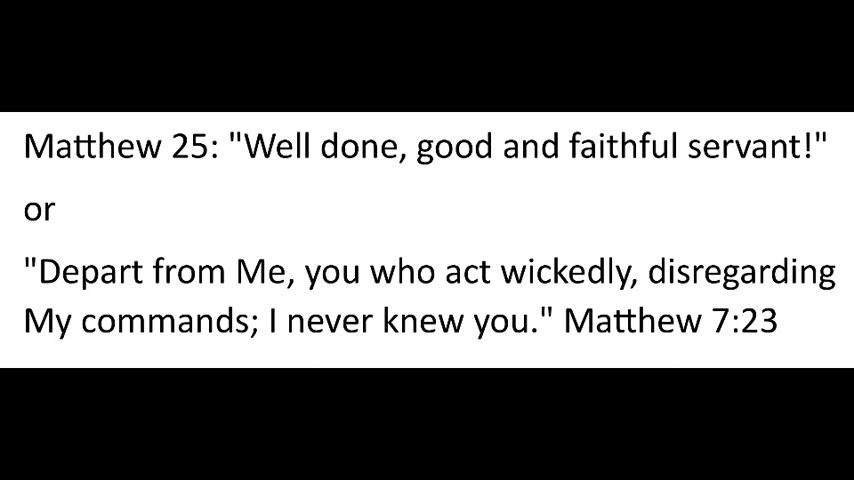 Matthew 25: "Well done, good and faithful servant!"
or
"Depart from Me, you who act wickedly, disregarding
My commands; I never knew you." Matthew 7:23